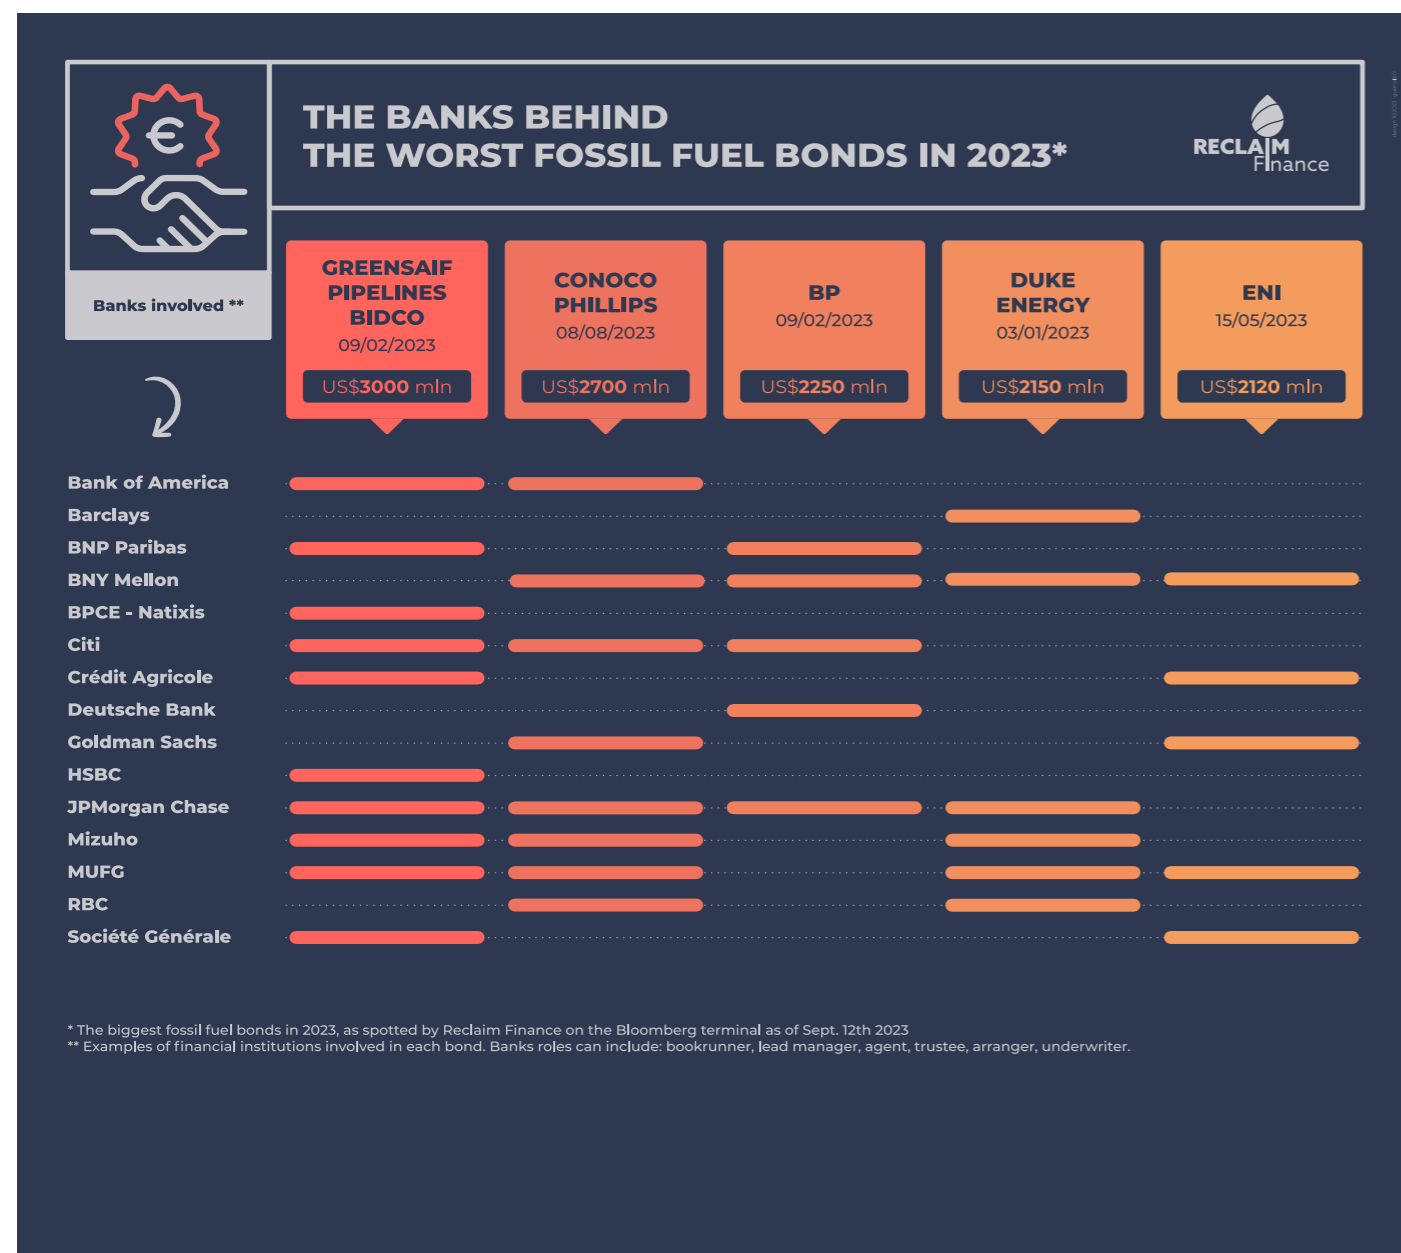 THE BANKS BEHIND
THE WORST FOSSIL FUEL BONDS IN 2023*
RECLAIM
Finance
€
Banks involved **
GREENSAIF
PIPELINES
BIDCO
09/02/2023
US$3000 mln
CONOCO
PHILLIPS
08/08/2023
US$2700 mln
BP
09/02/2023
US$2250 mln
DUKE
ENERGY
03/01/2023
US$2150 mln
ENI
15/05/2023
US$2120 mln
Bank of America
Barclays
BNP Paribas
BNY Mellon
BPCE - Natixis
Citi
Crédit Agricole
Deutsche Bank
Goldman Sachs
HSBC
JPMorgan Chase
Mizuho
MUFG
RBC
Société Générale
* The biggest fossil fuel bonds in 2023, as spotted by Reclaim Finance on the Bloomberg terminal as of Sept. 12th 2023
** Examples of financial institutions involved in each bond. Banks roles can include: bookrunner, lead manager, agent, trustee, arranger, underwriter.